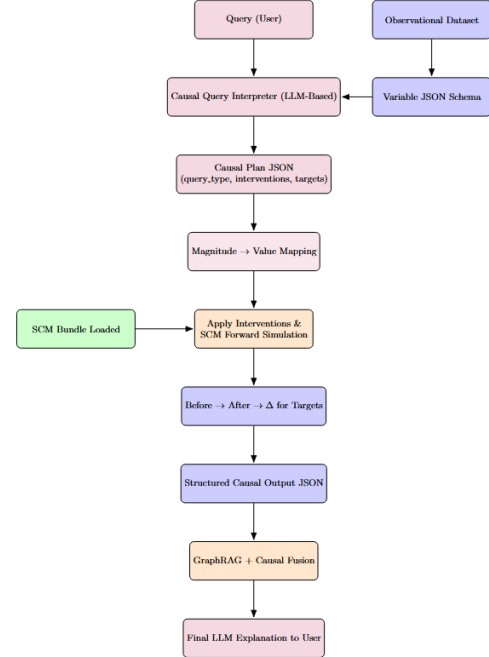 Query (User)
Observational Dataset
Causal Query Interpreter (LLM-Based)
Variable JSON Schema
Causal Plan JSON
(query_type, interventions, targets)
Magnitude → Value Mapping
SCM Bundle Loaded
Apply Interventions &
SCM Forward Simulation
Before → After → Δ for Targets
Structured Causal Output JSON
GraphRAG + Causal Fusion
Final LLM Explanation to User